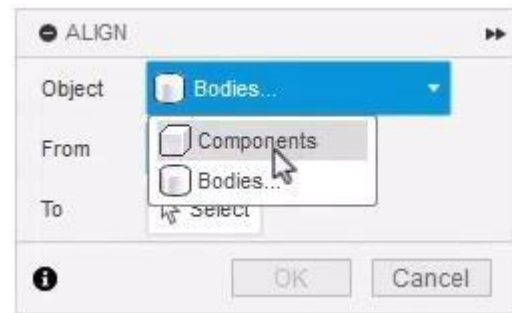 ALIGN
Object Bodies...
From Components
Bodies...
To Select
OK Cancel